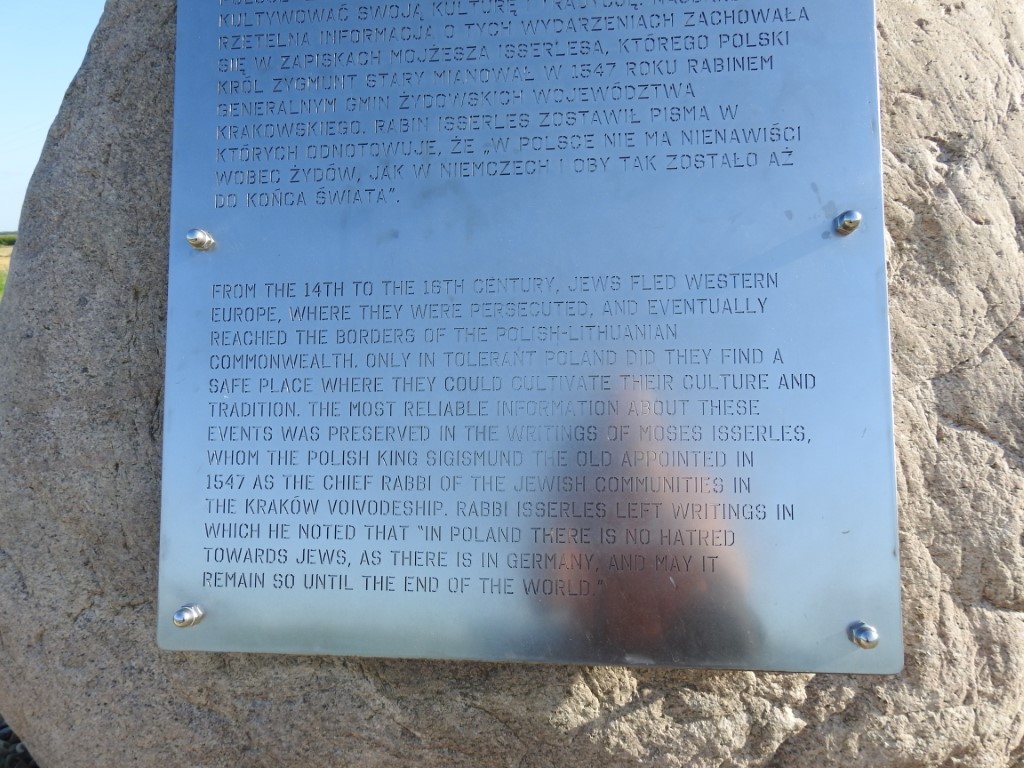 KULTYWOWAĆ SWOJĄ KULTURĘ I TRADYCJĘ.
RZETELNA INFORMACJA O TYCH WYDARZENIACH ZACHOWAŁA
SIĘ W ZAPISKACH MOJŻESZA ISSERLESA, KTÓREGO POLSKI
KRÓL ZYGMUNT STARY MIANOWAŁ W 1547 ROKU RABINEM
GENERALNYM GMIN ŻYDOWSKICH WOJEWÓDZTWA
KRAKOWSKIEGO. RABIN ISSERLES ZOSTAWIŁ PISMA W
KTÓRYCH ODNOTOWUJE, ŻE „W POLSCE NIE MA NIENAWIŚCI
WOBEC ŻYDÓW, JAK W NIEMCZECH I OBY TAK ZOSTAŁO AŻ
DO KOŃCA ŚWIATA”.
FROM THE 14TH TO THE 16TH CENTURY, JEWS FLED WESTERN
EUROPE, WHERE THEY WERE PERSECUTED, AND EVENTUALLY
REACHED THE BORDERS OF THE POLISH-LITHUANIAN
COMMONWEALTH. ONLY IN TOLERANT POLAND DID THEY FIND A
SAFE PLACE WHERE THEY COULD CULTIVATE THEIR CULTURE AND
TRADITION. THE MOST RELIABLE INFORMATION ABOUT THESE
EVENTS WAS PRESERVED IN THE WRITINGS OF MOSES ISSERLES,
WHOM THE POLISH KING SIGISMUND THE OLD APPOINTED IN
1547 AS THE CHIEF RABBI OF THE JEWISH COMMUNITIES IN
THE KRAKÓW VOIVODESHIP. RABBI ISSERLES LEFT WRITINGS IN
WHICH HE NOTED THAT “IN POLAND THERE IS NO HATRED
TOWARDS JEWS, AS THERE IS IN GERMANY, AND MAY IT
REMAIN SO UNTIL THE END OF THE WORLD.”